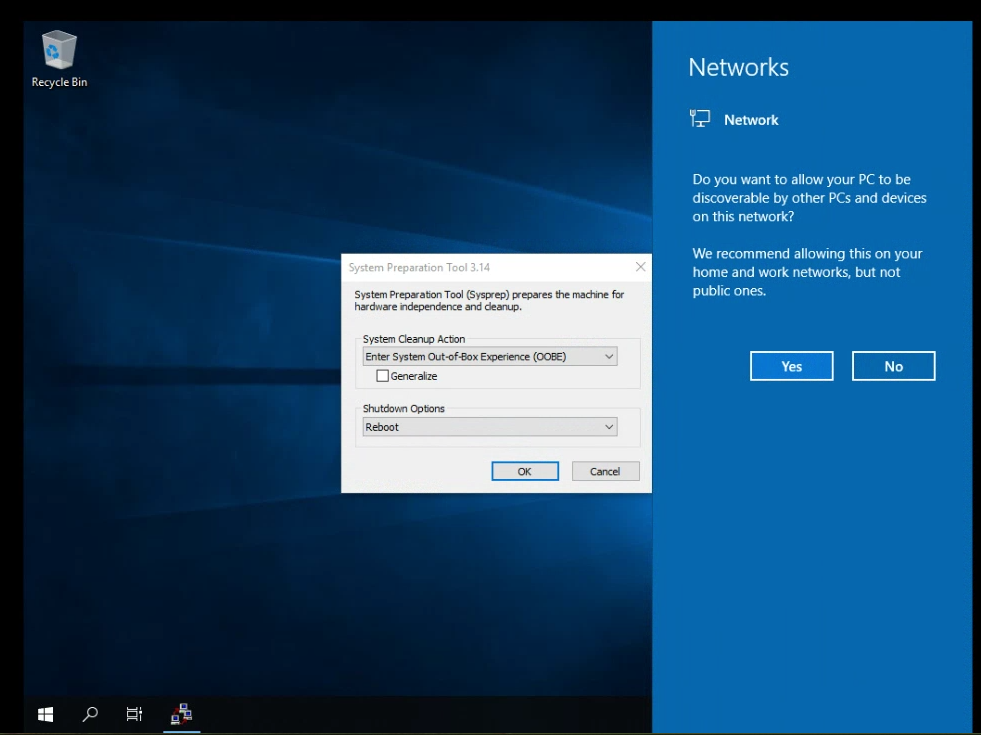 Recycle Bin
Networks
Network
Do you want to allow your PC to be
discoverable by other PCs and devices
on this network?
We recommend allowing this on your
home and work networks, but not
public ones.
Yes
No
System Preparation Tool 3.14
System Preparation Tool (Sysprep) prepares the machine for
hardware independence and cleanup.
System Cleanup Action
Enter System Out-of-Box Experience (OOBE)
Generalize
Shutdown Options
Reboot
OK
Cancel